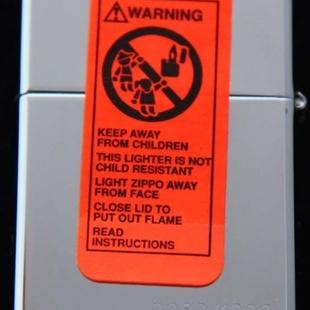 WARNING
KEEP AWAY
FROM CHILDREN
THIS LIGHTER IS NOT
CHILD RESISTANT
LIGHT ZIPPO AWAY
FROM FACE
CLOSE LID TO
PUT OUT FLAME
READ
INSTRUCTIONS